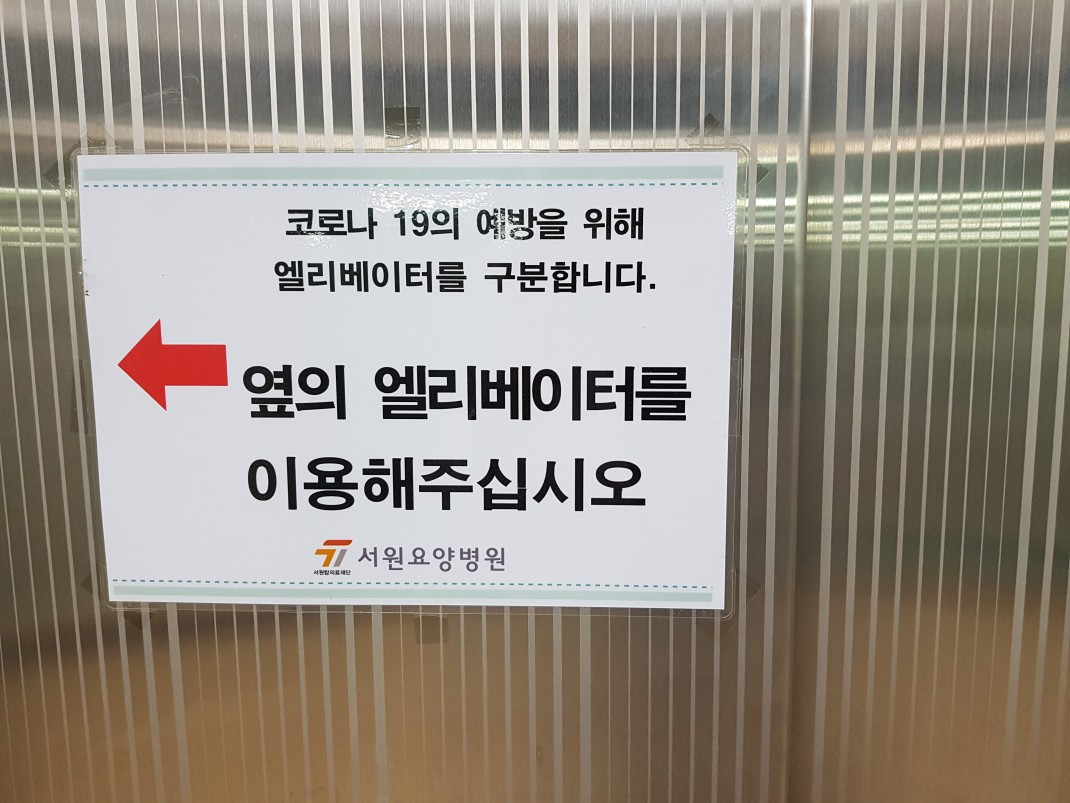 코로나 19의 예방을 위해
엘리베이터를 구분합니다.
옆의 엘리베이터를
이용해주십시오
서원요양병원